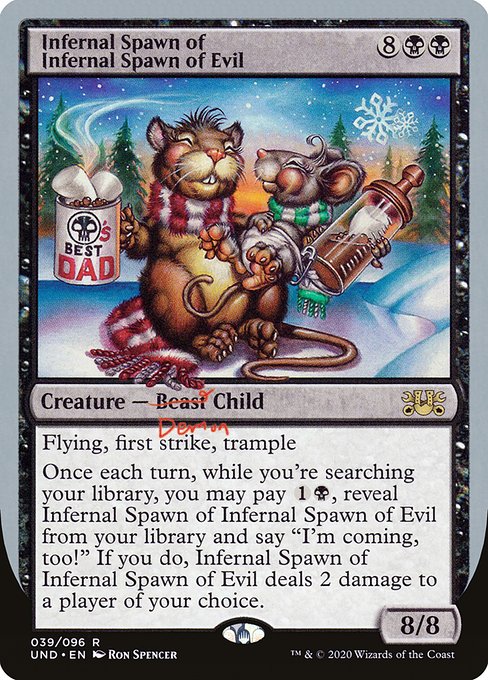 Infernal Spawn of
Infernal Spawn of Evil
8
'S
BEST
DAD
Creature — Beast Child
Demon
Flying, first strike, trample
Once each turn, while you're searching
your library, you may pay 1, reveal
Infernal Spawn of Infernal Spawn of Evil
from your library and say “I'm coming,
too!” If you do, Infernal Spawn of
Infernal Spawn of Evil deals 2 damage to
a player of your choice.
8/8
039/096 R
UND • EN Ron Spencer
™ & © 2020 Wizards of the Coast